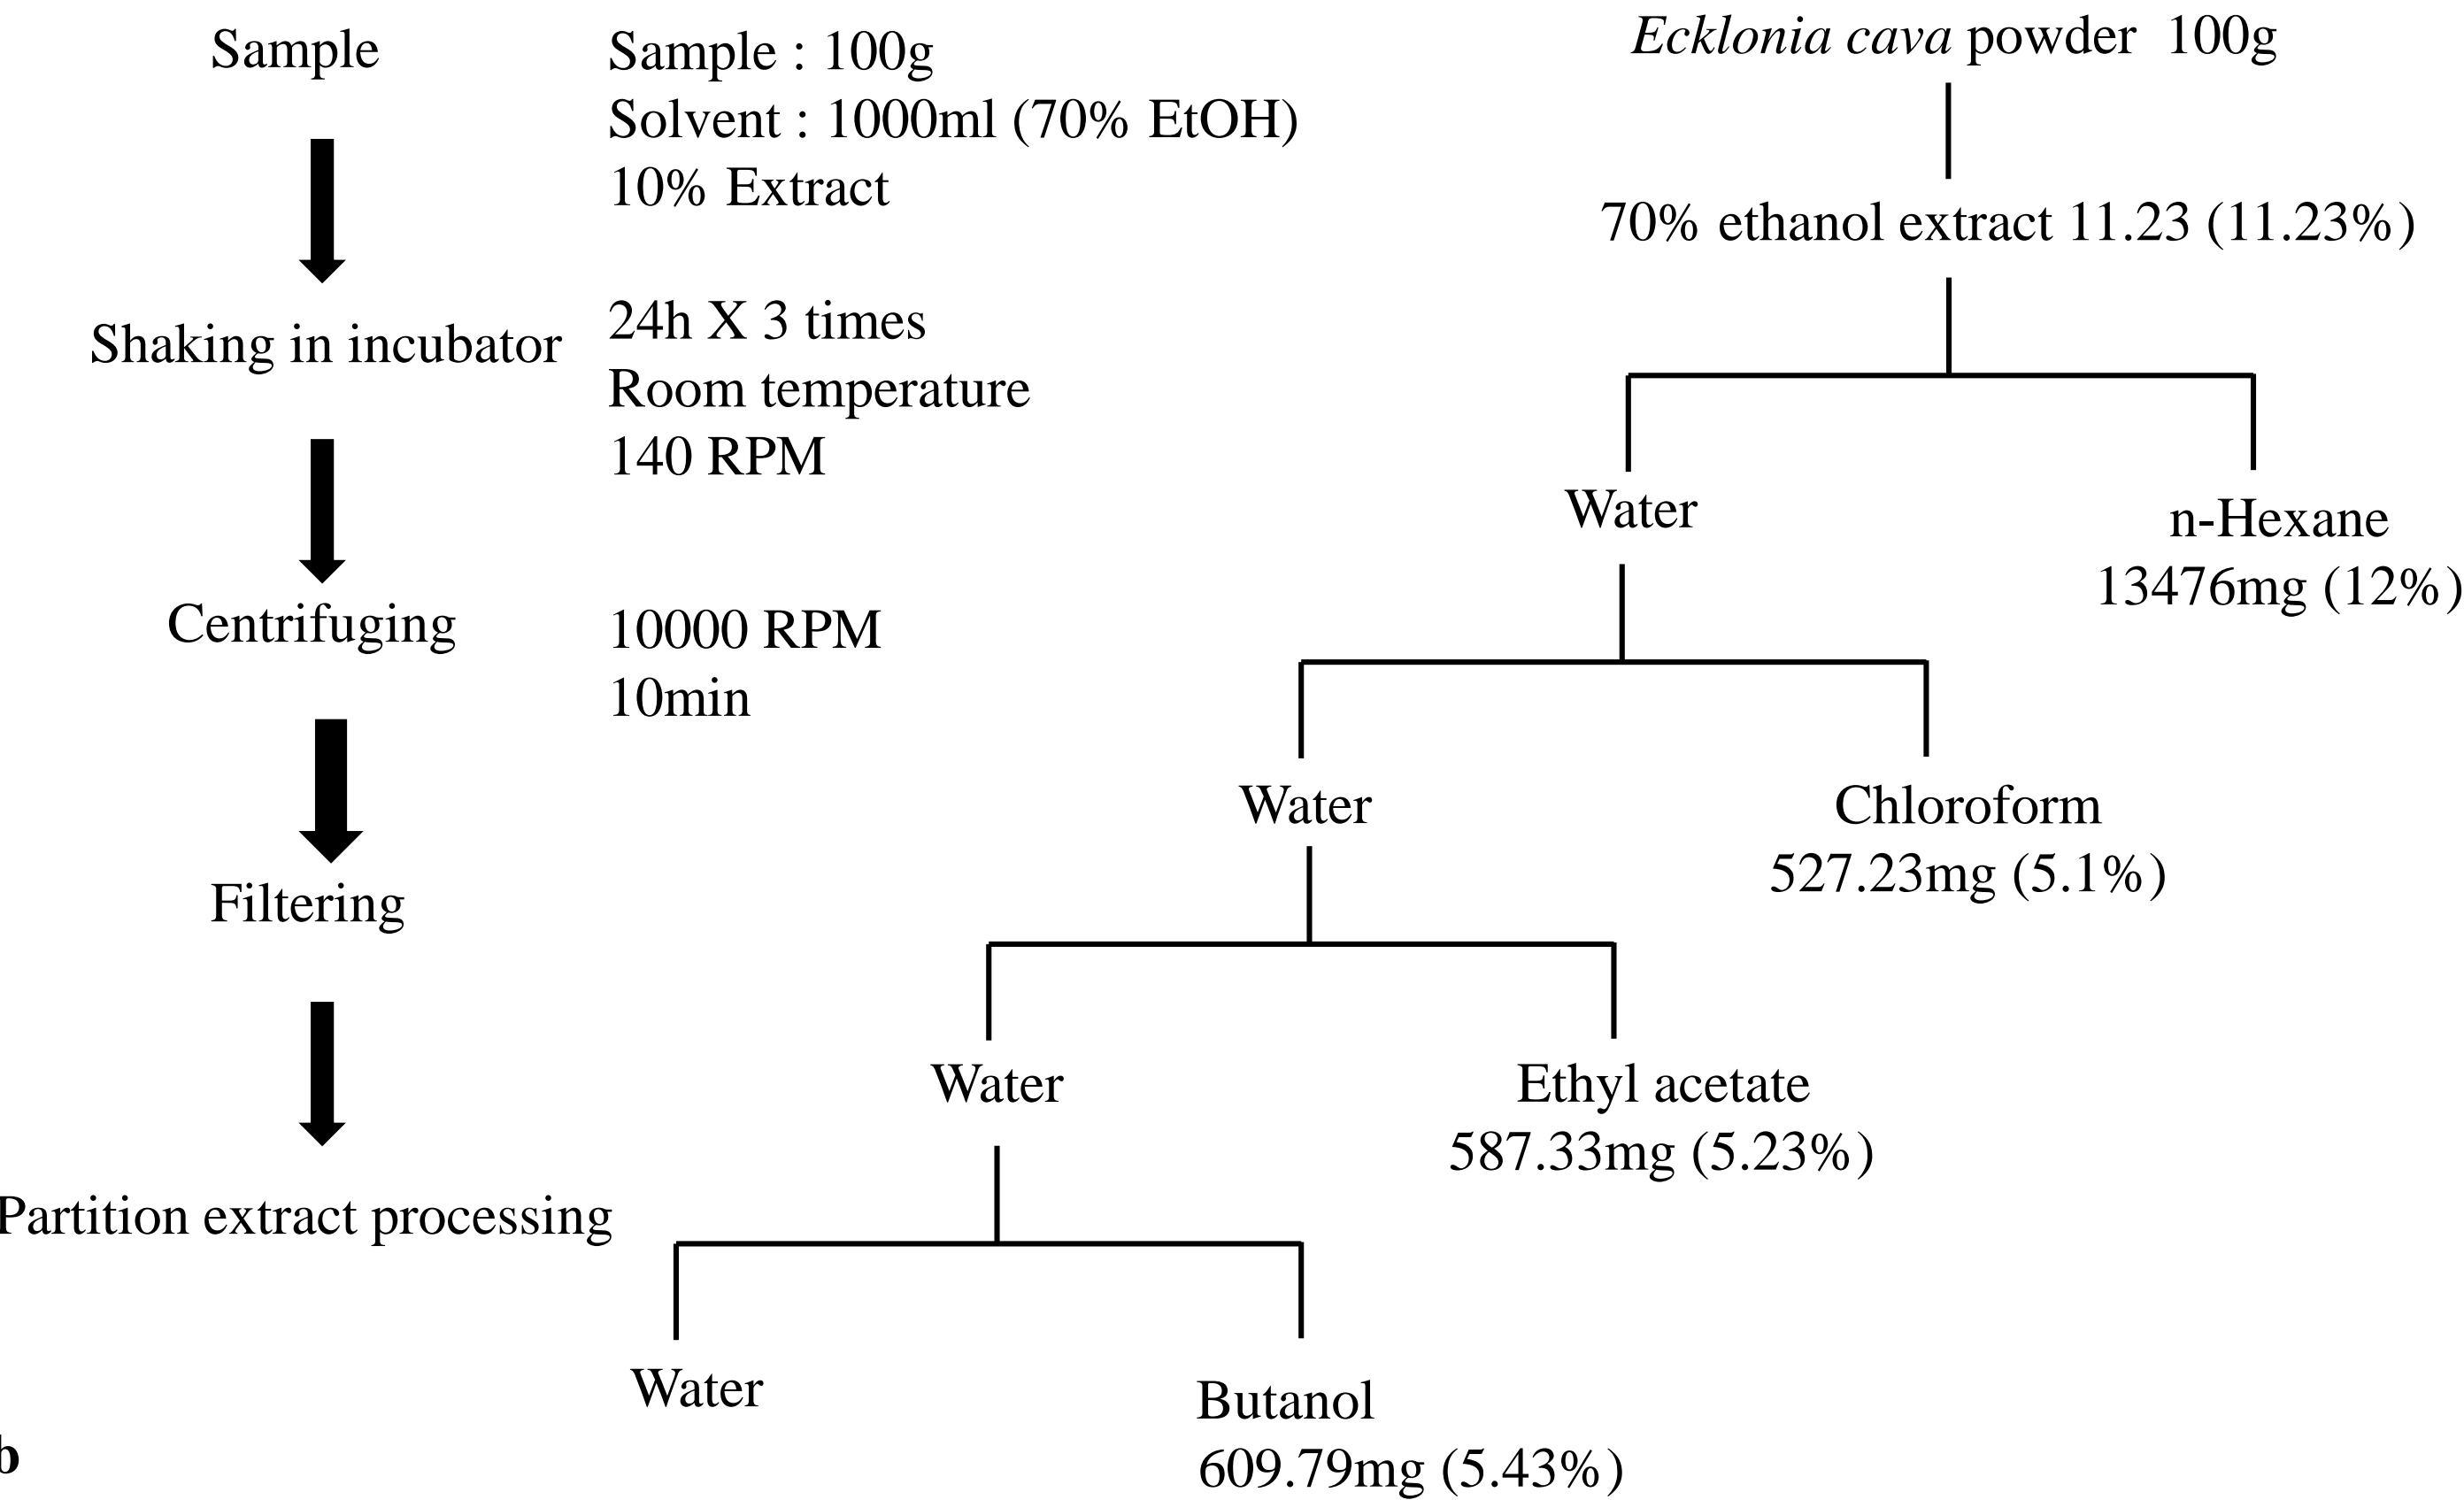 Sample
Sample : 100g
Solvent : 1000ml (70% EtOH)
10% Extract
Shaking in incubator
24h X 3 times
Room temperature
140 RPM
Centrifuging
10000 RPM
10min
Filtering
Partition extract processing
Ecklonia cava powder 100g
70% ethanol extract 11.23 (11.23%)
Water
n-Hexane
13476mg (12%)
Water
Chloroform
527.23mg (5.1%)
Water
Ethyl acetate
587.33mg (5.23%)
Water
Butanol
609.79mg (5.43%)
b